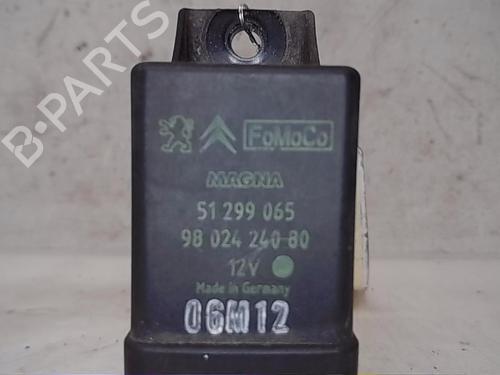 B-PARTS
FoMoCo
MAGNA
51 299 065
98 024 240 80
12V
Made in Germany
06M12